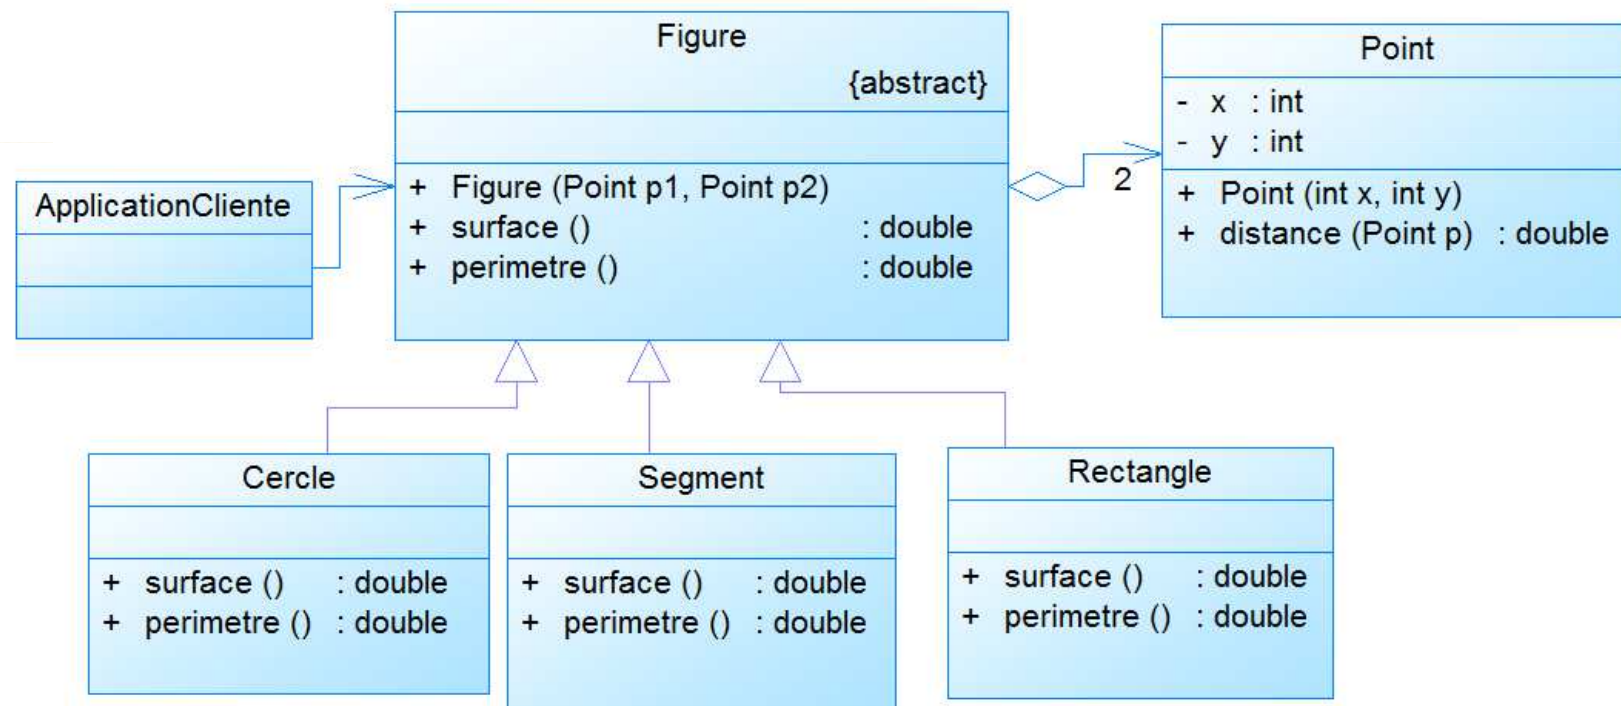 Figure
{abstract}
+ Figure (Point p1, Point p2)
+ surface () : double
+ perimetre () : double
Point
- x : int
- y : int
+ Point (int x, int y)
+ distance (Point p) : double
2
ApplicationCliente
Cercle
+ surface () : double
+ perimetre () : double
Segment
+ surface () : double
+ perimetre () : double
Rectangle
+ surface () : double
+ perimetre () : double